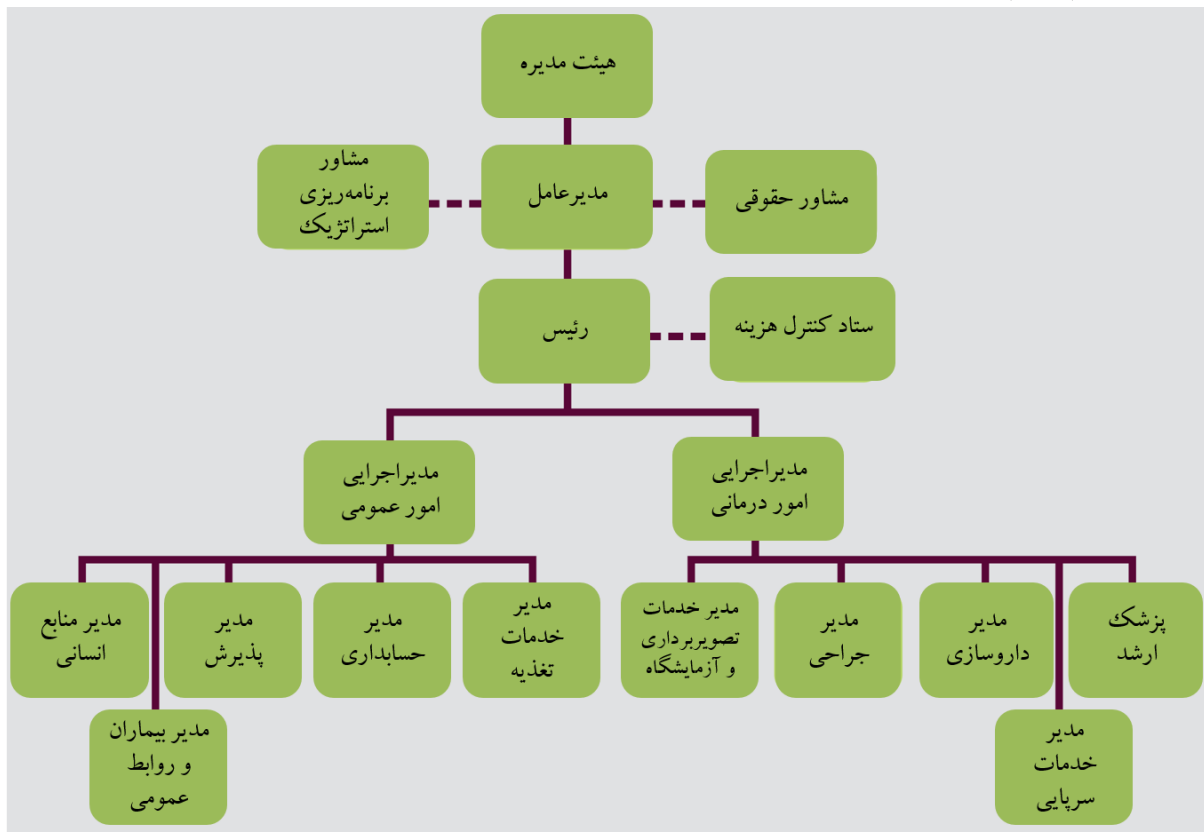 هیئت مدیره
مشاور حقوقی
مدیرعامل
مشاور
برنامه‌ریزی
استراتژیک
ستاد کنترل هزینه
رئیس
مدیراجرایی
امور درمانی
مدیراجرایی
امور عمومی
پزشک
ارشد
مدیر
داروسازی
مدیر
جراحی
مدیر خدمات
تصویربرداری
و آزمایشگاه
مدیر
خدمات
تغذیه
مدیر
حسابداری
مدیر
پذیرش
مدیر منابع
انسانی
مدیر
خدمات
سرپایی
مدیر بیماران
و روابط
عمومی